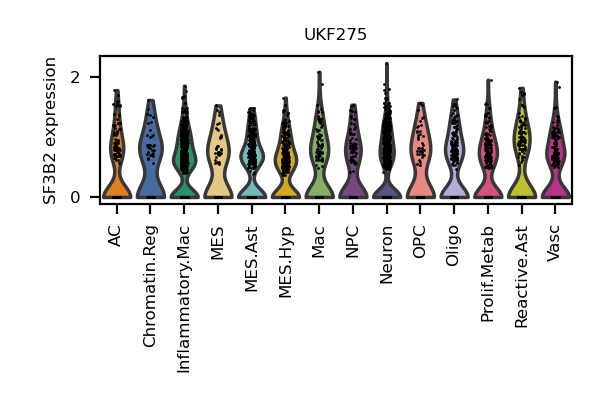 UKF275
SF3B2 expression
2
0
AC
Chromatin.Reg
Inflammatory.Mac
MES
MES.Ast
MES.Hyp
Mac
NPC
Neuron
OPC
Oligo
Prolif.Metab
Reactive.Ast
Vasc